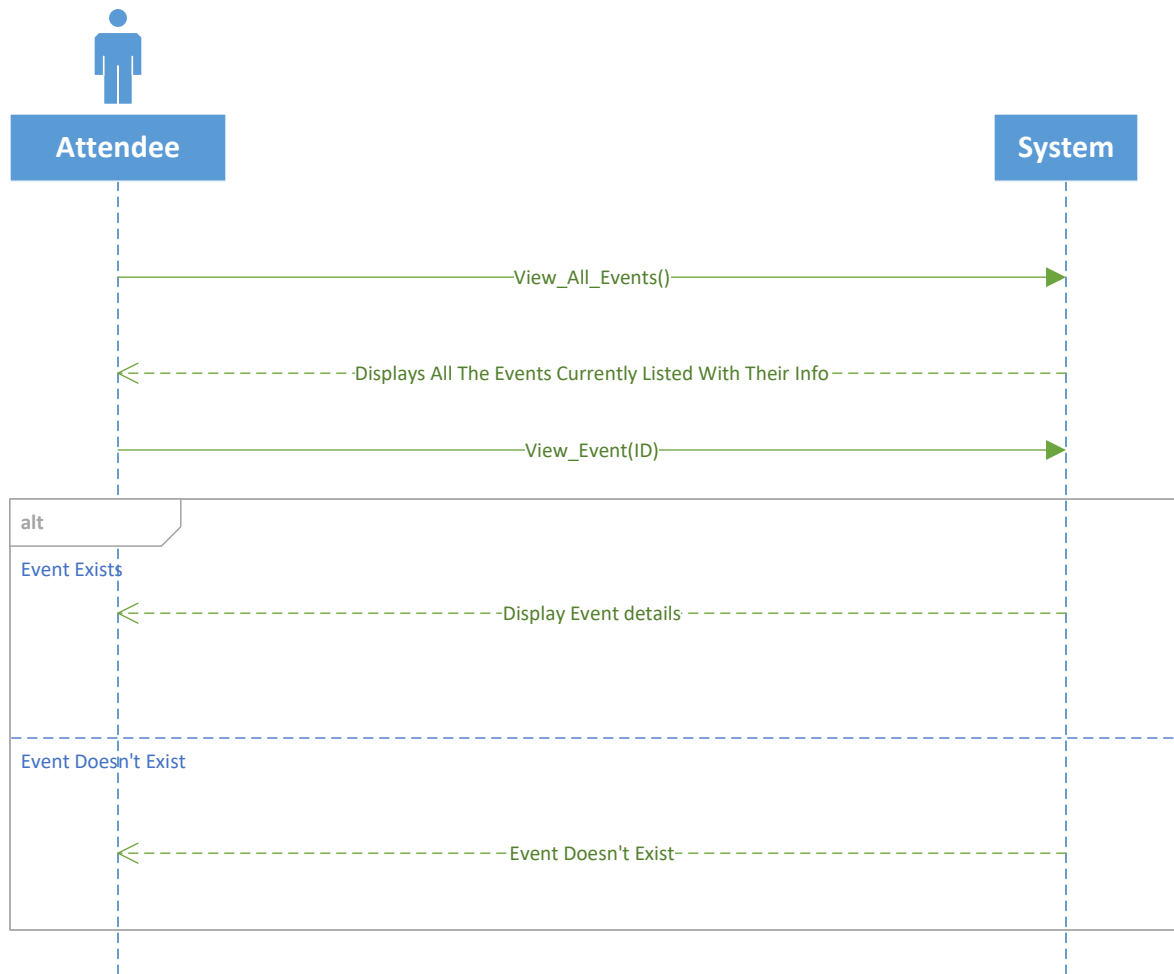 Attendee
System
View_All_Events()
Displays All The Events Currently Listed With Their Info
View_Event(ID)
alt
Event Exists
Display Event details
Event Doesn't Exist
Event Doesn't Exist